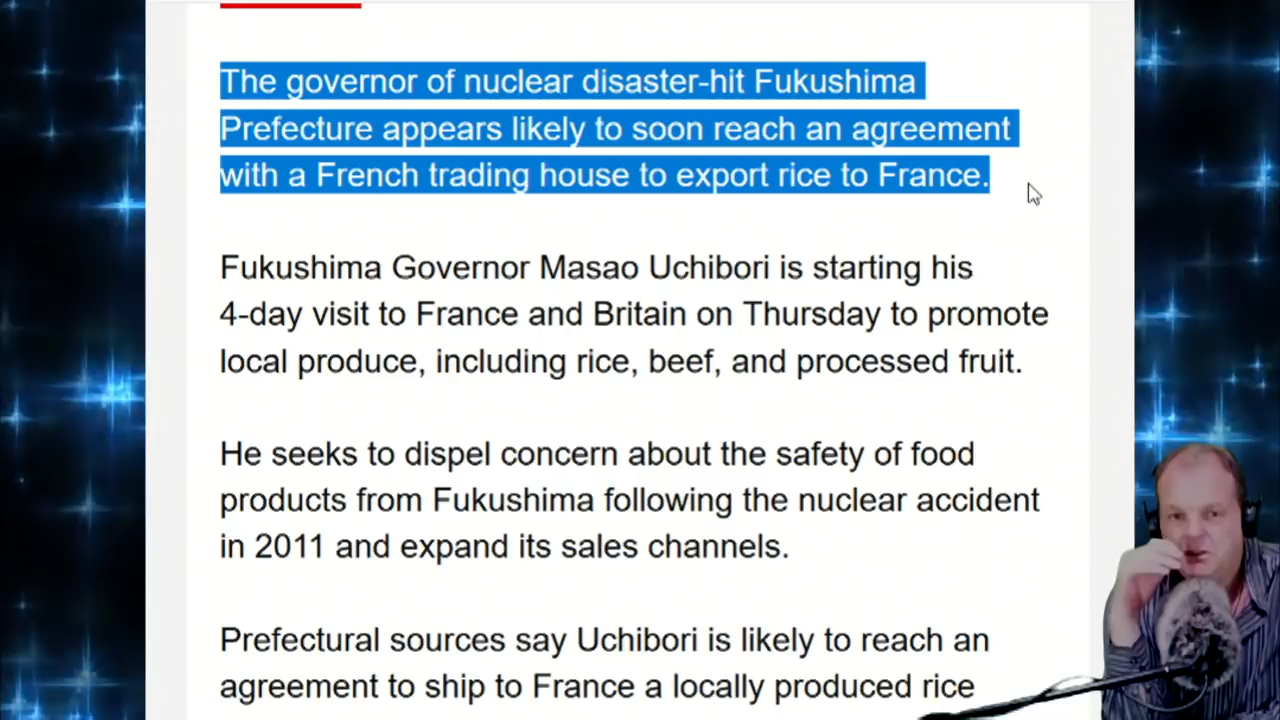 The governor of nuclear disaster-hit Fukushima
Prefecture appears likely to soon reach an agreement
with a French trading house to export rice to France.
Fukushima Governor Masao Uchibori is starting his
4-day visit to France and Britain on Thursday to promote
local produce, including rice, beef, and processed fruit.
He seeks to dispel concern about the safety of food
products from Fukushima following the nuclear accident
in 2011 and expand its sales channels.
Prefectural sources say Uchibori is likely to reach an
agreement to ship to France a locally produced rice